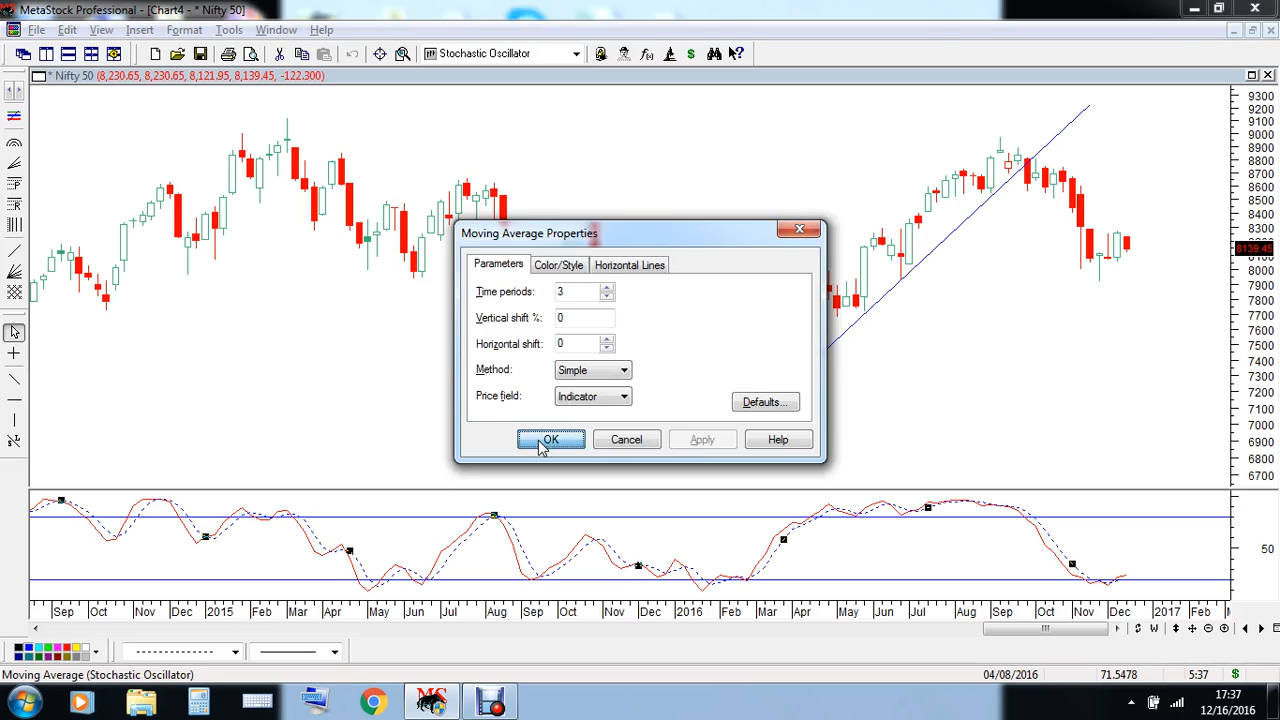 MetaStock Professional - [Chart4 - * Nifty 50]
File Edit View Insert Format Tools Window Help
Stochastic Oscillator
* Nifty 50 (8,230.65, 8,230.65, 8,121.95, 8,139.45, -122.300)
9300
9200
9100
9000
8900
8800
8700
8600
8500
8400
8300
8139.45
8100
8000
7900
7800
7700
7600
7500
7400
7300
7200
7100
7000
6900
6800
6700
Moving Average Properties
Parameters Color/Style Horizontal Lines
Time periods: 3
Vertical shift %: 0
Horizontal shift: 0
Method: Simple
Price field: Indicator
Defaults...
OK Cancel Apply Help
50
Sep Oct Nov Dec 2015 Feb Mar Apr May Jun Jul Aug Sep Oct Nov Dec 2016 Feb Mar Apr May Jun Jul Aug Sep Oct Nov Dec 2017 Feb
Moving Average (Stochastic Oscillator) 04/08/2016 71.5478 5:37 $
17:37
12/16/2016